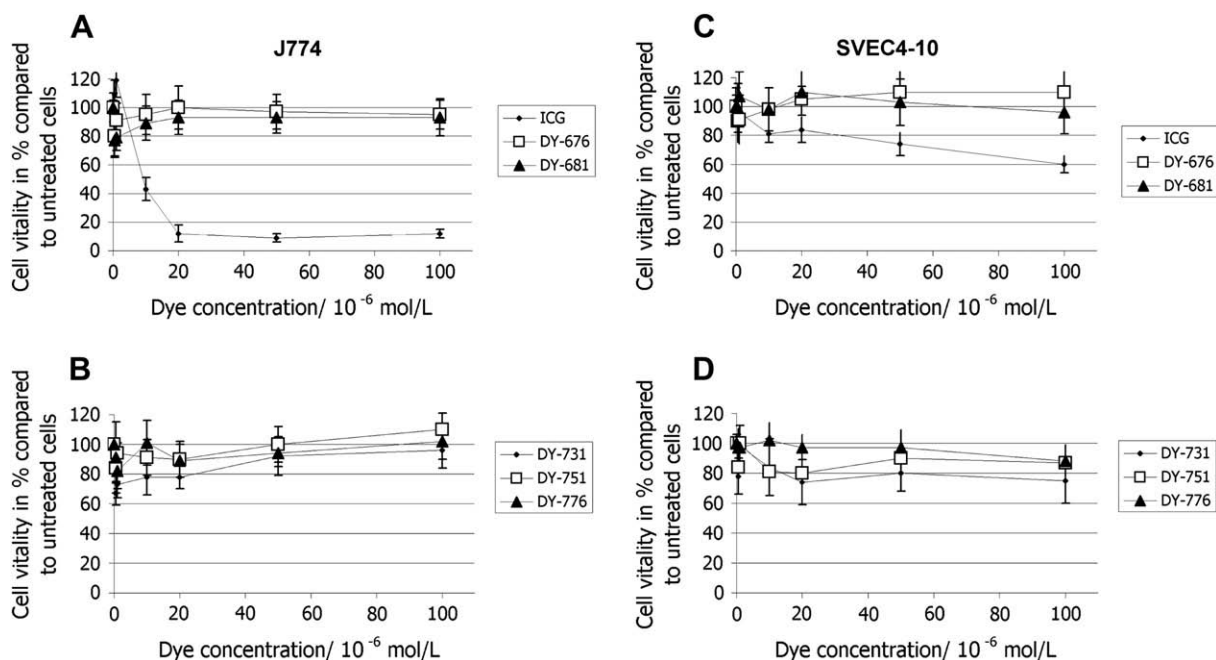 A
J774
Cell vitality in % compared
to untreated cells
120
100
80
60
40
20
0
0 20 40 60 80 100
Dye concentration/ 10 -6 mol/L
ICG
DY-676
DY-681
C
SVEC4-10
Cell vitality in % compared
to untreated cells
120
100
80
60
40
20
0
0 20 40 60 80 100
Dye concentration/ 10 -6 mol/L
ICG
DY-676
DY-681
B
Cell vitality in % compared
to untreated cells
120
100
80
60
40
20
0
0 20 40 60 80 100
Dye concentration/ 10 -6 mol/L
DY-731
DY-751
DY-776
D
Cell vitality in % compared
to untreated cells
120
100
80
60
40
20
0
0 20 40 60 80 100
Dye concentration/ 10 -6 mol/L
DY-731
DY-751
DY-776